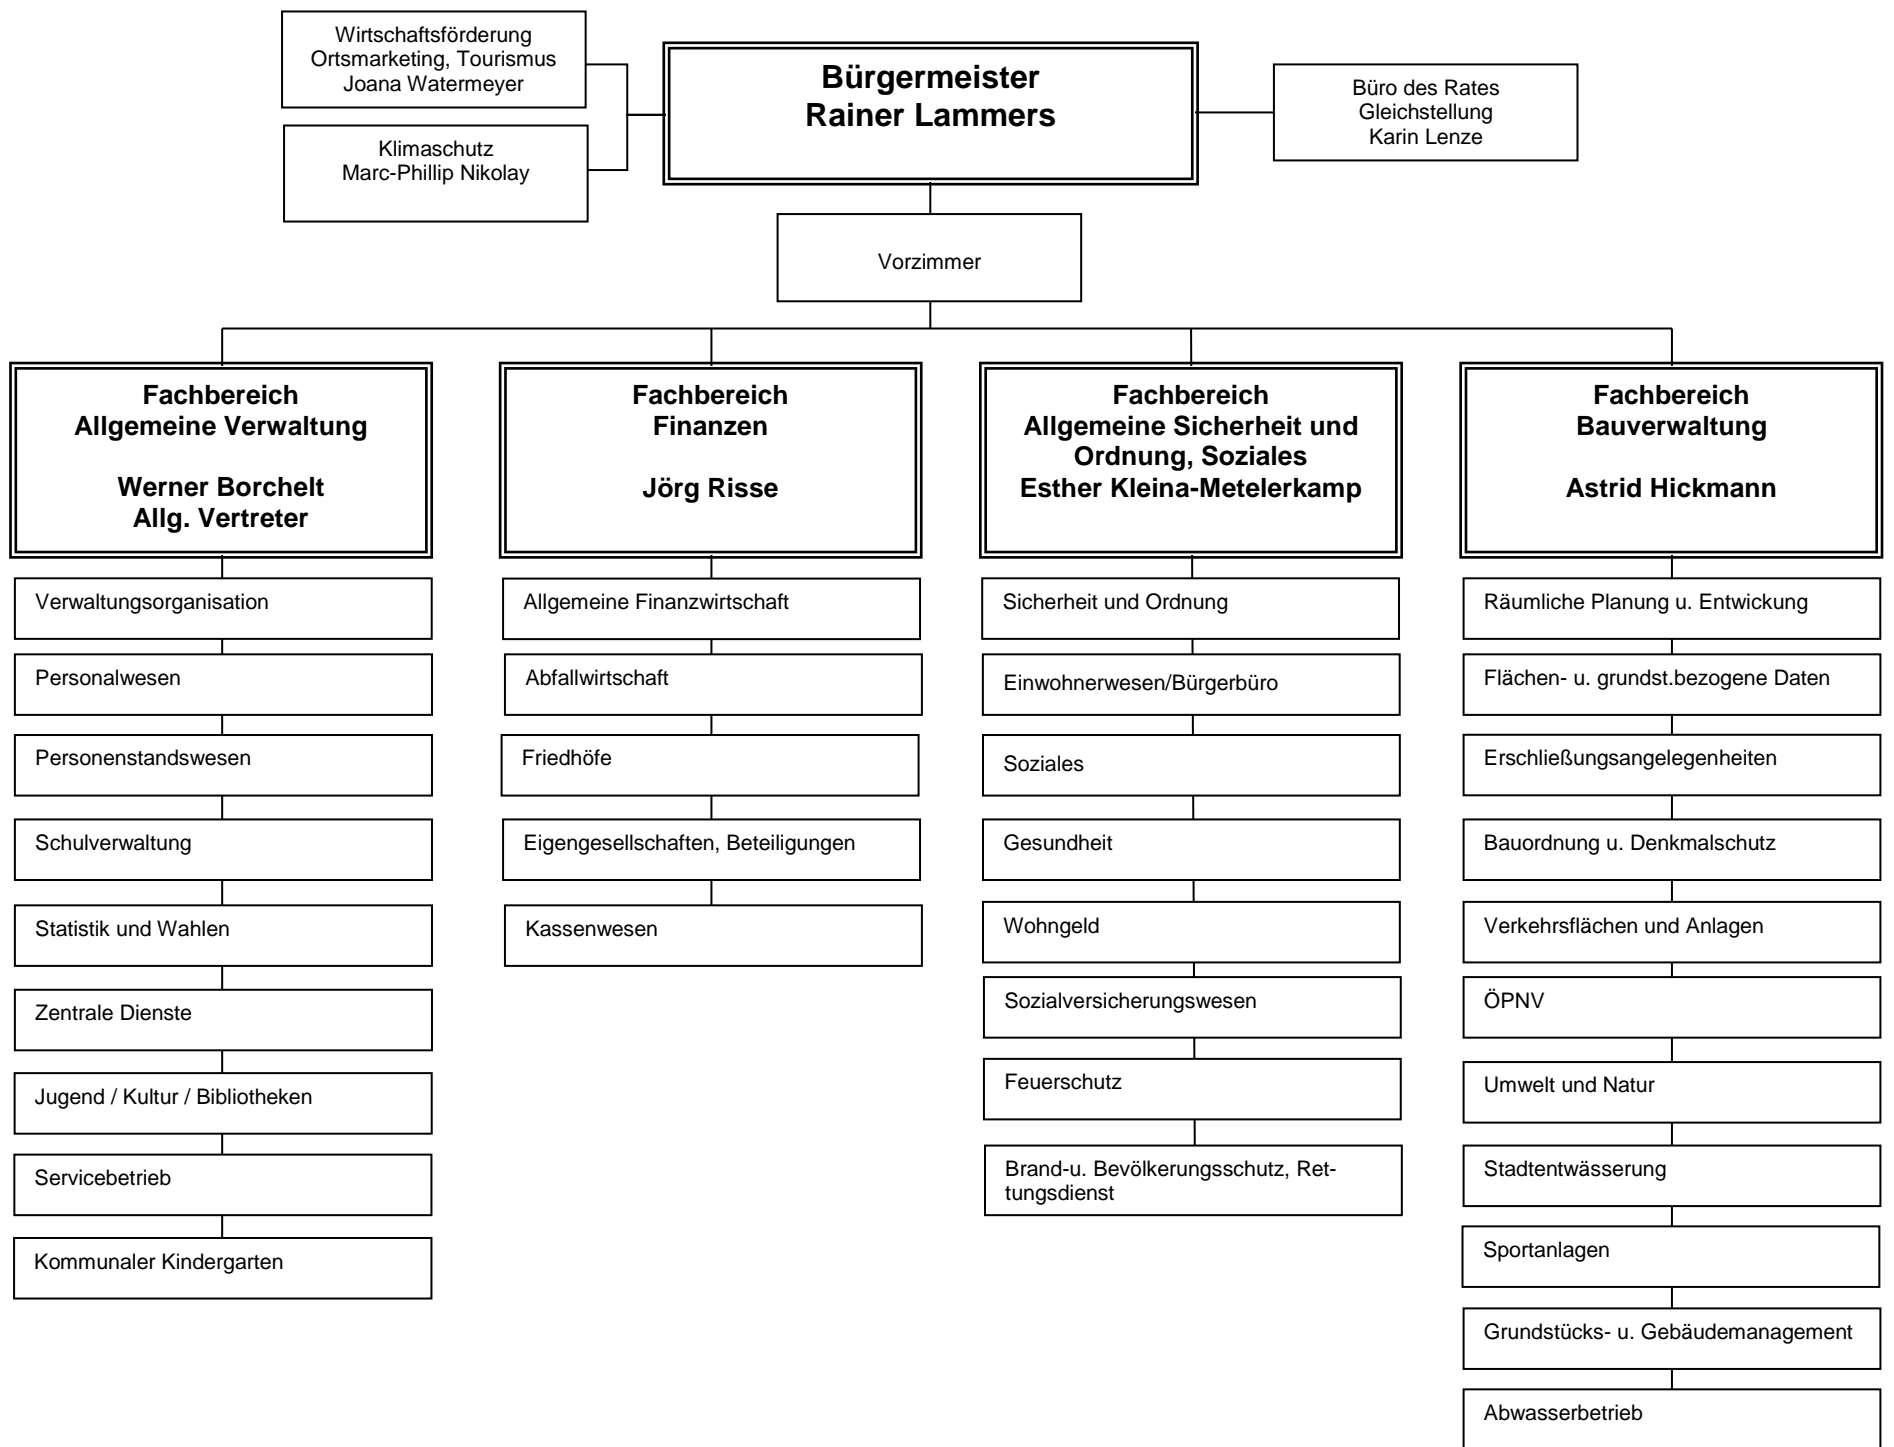 Wirtschaftsförderung
Ortsmarketing, Tourismus
Joana Watermeyer
Klimaschutz
Marc-Phillip Nikolay
Bürgermeister
Rainer Lammers
Büro des Rates
Gleichstellung
Karin Lenze
Vorzimmer
Fachbereich
Allgemeine Verwaltung
Werner Borchelt
Allg. Vertreter
Verwaltungsorganisation
Personalwesen
Personenstandswesen
Schulverwaltung
Statistik und Wahlen
Zentrale Dienste
Jugend / Kultur / Bibliotheken
Servicebetrieb
Kommunaler Kindergarten
Fachbereich
Finanzen
Jörg Risse
Allgemeine Finanzwirtschaft
Abfallwirtschaft
Friedhöfe
Eigengesellschaften, Beteiligungen
Kassenwesen
Fachbereich
Allgemeine Sicherheit und
Ordnung, Soziales
Esther Kleina-Metelerkamp
Sicherheit und Ordnung
Einwohnerwesen/Bürgerbüro
Soziales
Gesundheit
Wohngeld
Sozialversicherungswesen
Feuerschutz
Brand-u. Bevölkerungsschutz, Ret-
tungsdienst
Fachbereich
Bauverwaltung
Astrid Hickmann
Räumliche Planung u. Entwickung
Flächen- u. grundst.bezogene Daten
Erschließungsangelegenheiten
Bauordnung u. Denkmalschutz
Verkehrsflächen und Anlagen
ÖPNV
Umwelt und Natur
Stadtentwässerung
Sportanlagen
Grundstücks- u. Gebäudemanagement
Abwasserbetrieb